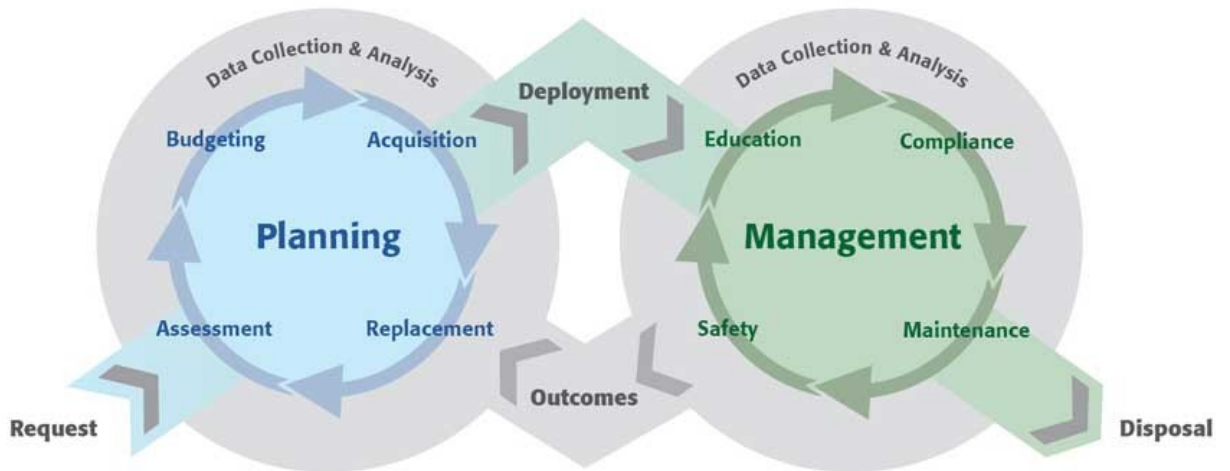 Data Collection & Analysis
Data Collection & Analysis
Deployment
Budgeting
Acquisition
Education
Compliance
Planning
Management
Assessment
Replacement
Safety
Maintenance
Outcomes
Request
Disposal